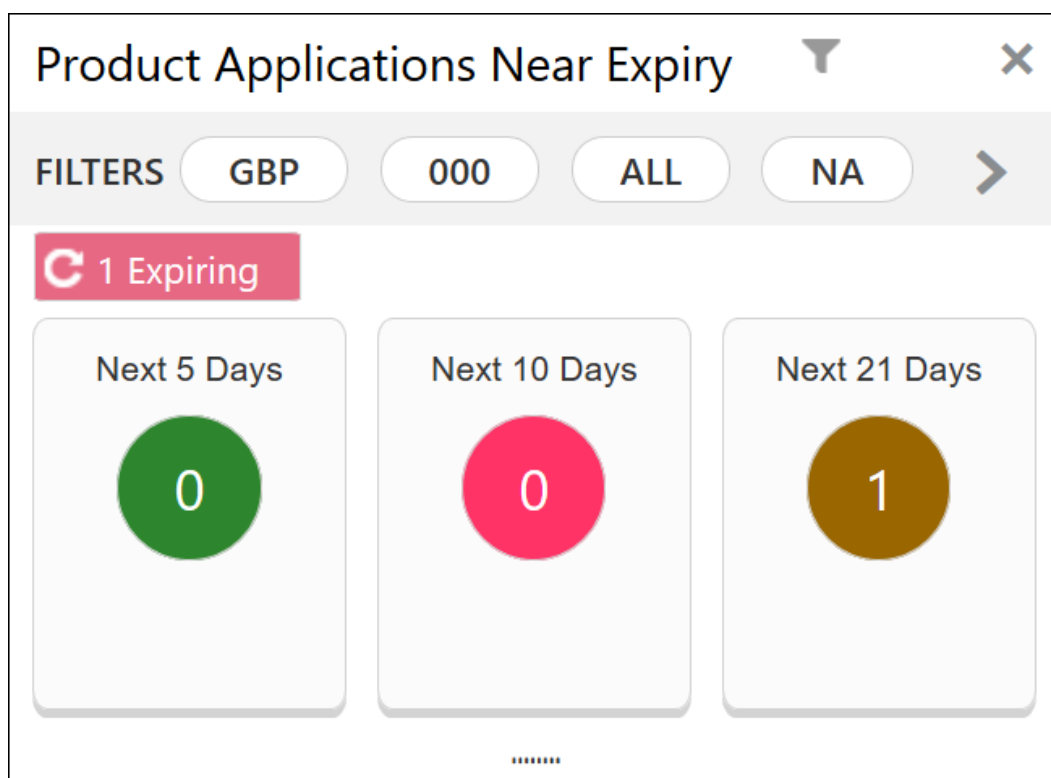 Product Applications Near Expiry
FILTERS GBP 000 ALL NA
1 Expiring
Next 5 Days Next 10 Days Next 21 Days
0 0 1